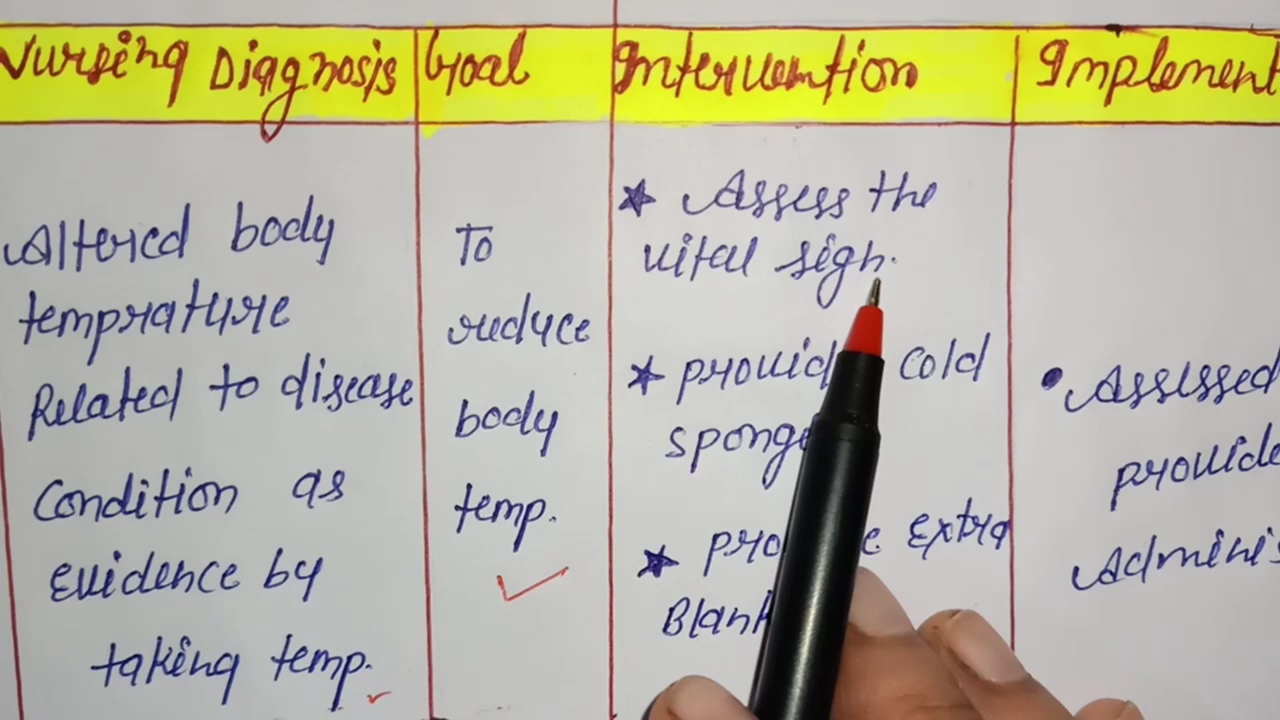 Nursing Diagnosis
Goal
Intervention
Implement
Altered body
temprature
Related to disease
Condition as
Evidence by
taking temp.
To
reduce
body
temp.
★ Assess the
vital sign.
★ provid cold
sponge
★ Extra
Blank
• Assessed
provide
Adminis